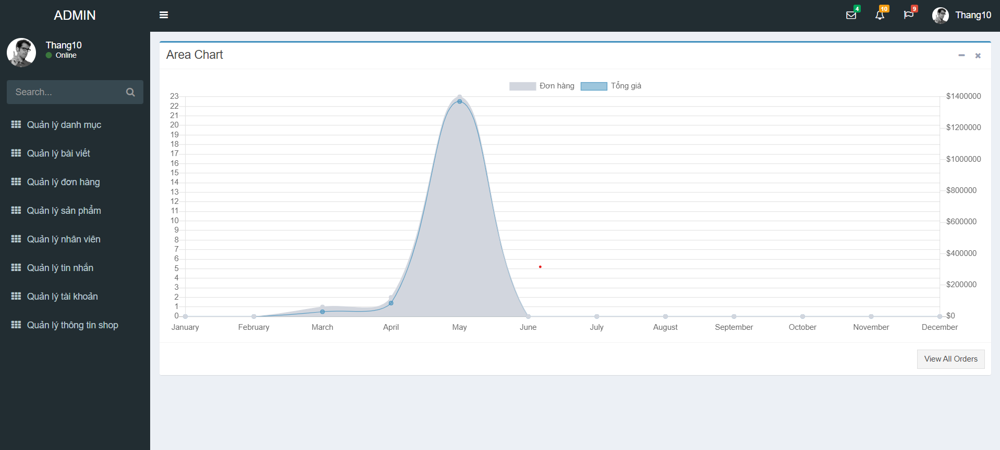 ADMIN
4
10
9
Thang10
Thang10
Online
Search...
Quản lý danh mục
Quản lý bài viết
Quản lý đơn hàng
Quản lý sản phẩm
Quản lý nhân viên
Quản lý tin nhắn
Quản lý tài khoản
Quản lý thông tin shop
Area Chart
Đơn hàng
Tổng giá
23
22
21
20
19
18
17
16
15
14
13
12
11
10
9
8
7
6
5
4
3
2
1
0
$1400000
$1200000
$1000000
$800000
$600000
$400000
$200000
$0
January
February
March
April
May
June
July
August
September
October
November
December
View All Orders